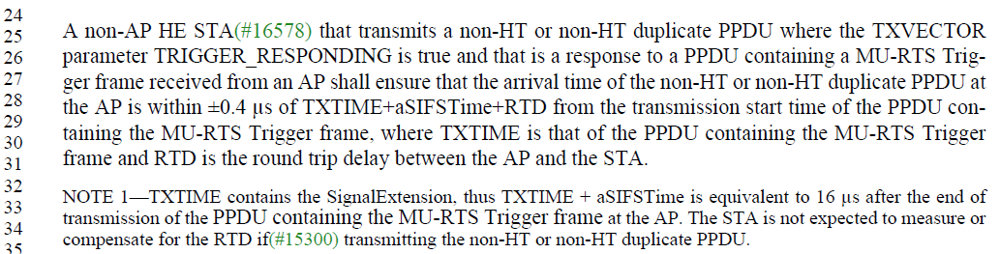 24
25 A non-AP HE STA(#16578) that transmits a non-HT or non-HT duplicate PPDU where the TXVECTOR
26 parameter TRIGGER_RESPONDING is true and that is a response to a PPDU containing a MU-RTS Trig-
27 ger frame received from an AP shall ensure that the arrival time of the non-HT or non-HT duplicate PPDU at
28 the AP is within ±0.4 µs of TXTIME+aSIFSTime+RTD from the transmission start time of the PPDU con-
29 taining the MU-RTS Trigger frame, where TXTIME is that of the PPDU containing the MU-RTS Trigger
30 frame and RTD is the round trip delay between the AP and the STA.
31
32
33 NOTE 1—TXTIME contains the SignalExtension, thus TXTIME + aSIFSTime is equivalent to 16 µs after the end of
34 transmission of the PPDU containing the MU-RTS Trigger frame at the AP. The STA is not expected to measure or
35 compensate for the RTD if(#15300) transmitting the non-HT or non-HT duplicate PPDU.